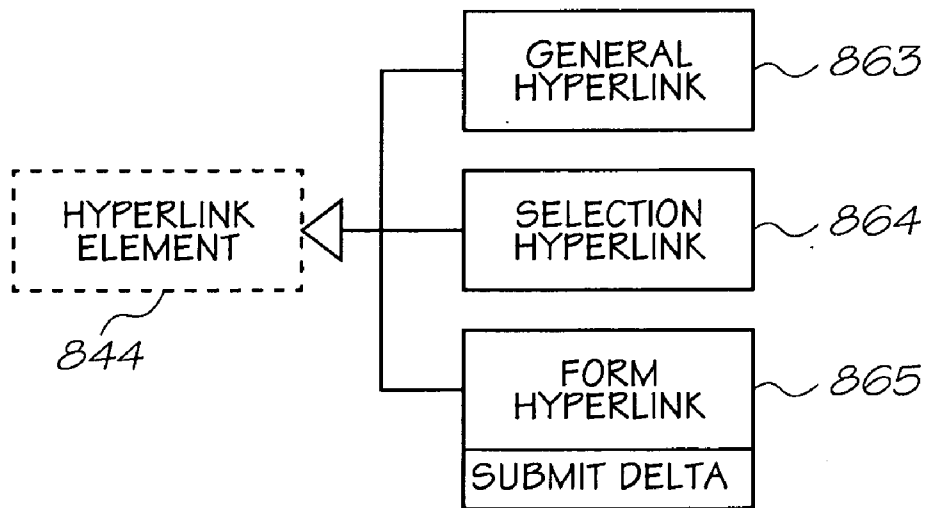 GENERAL
HYPERLINK
863
HYPERLINK
ELEMENT
844
SELECTION
HYPERLINK
864
FORM
HYPERLINK
865
SUBMIT DELTA